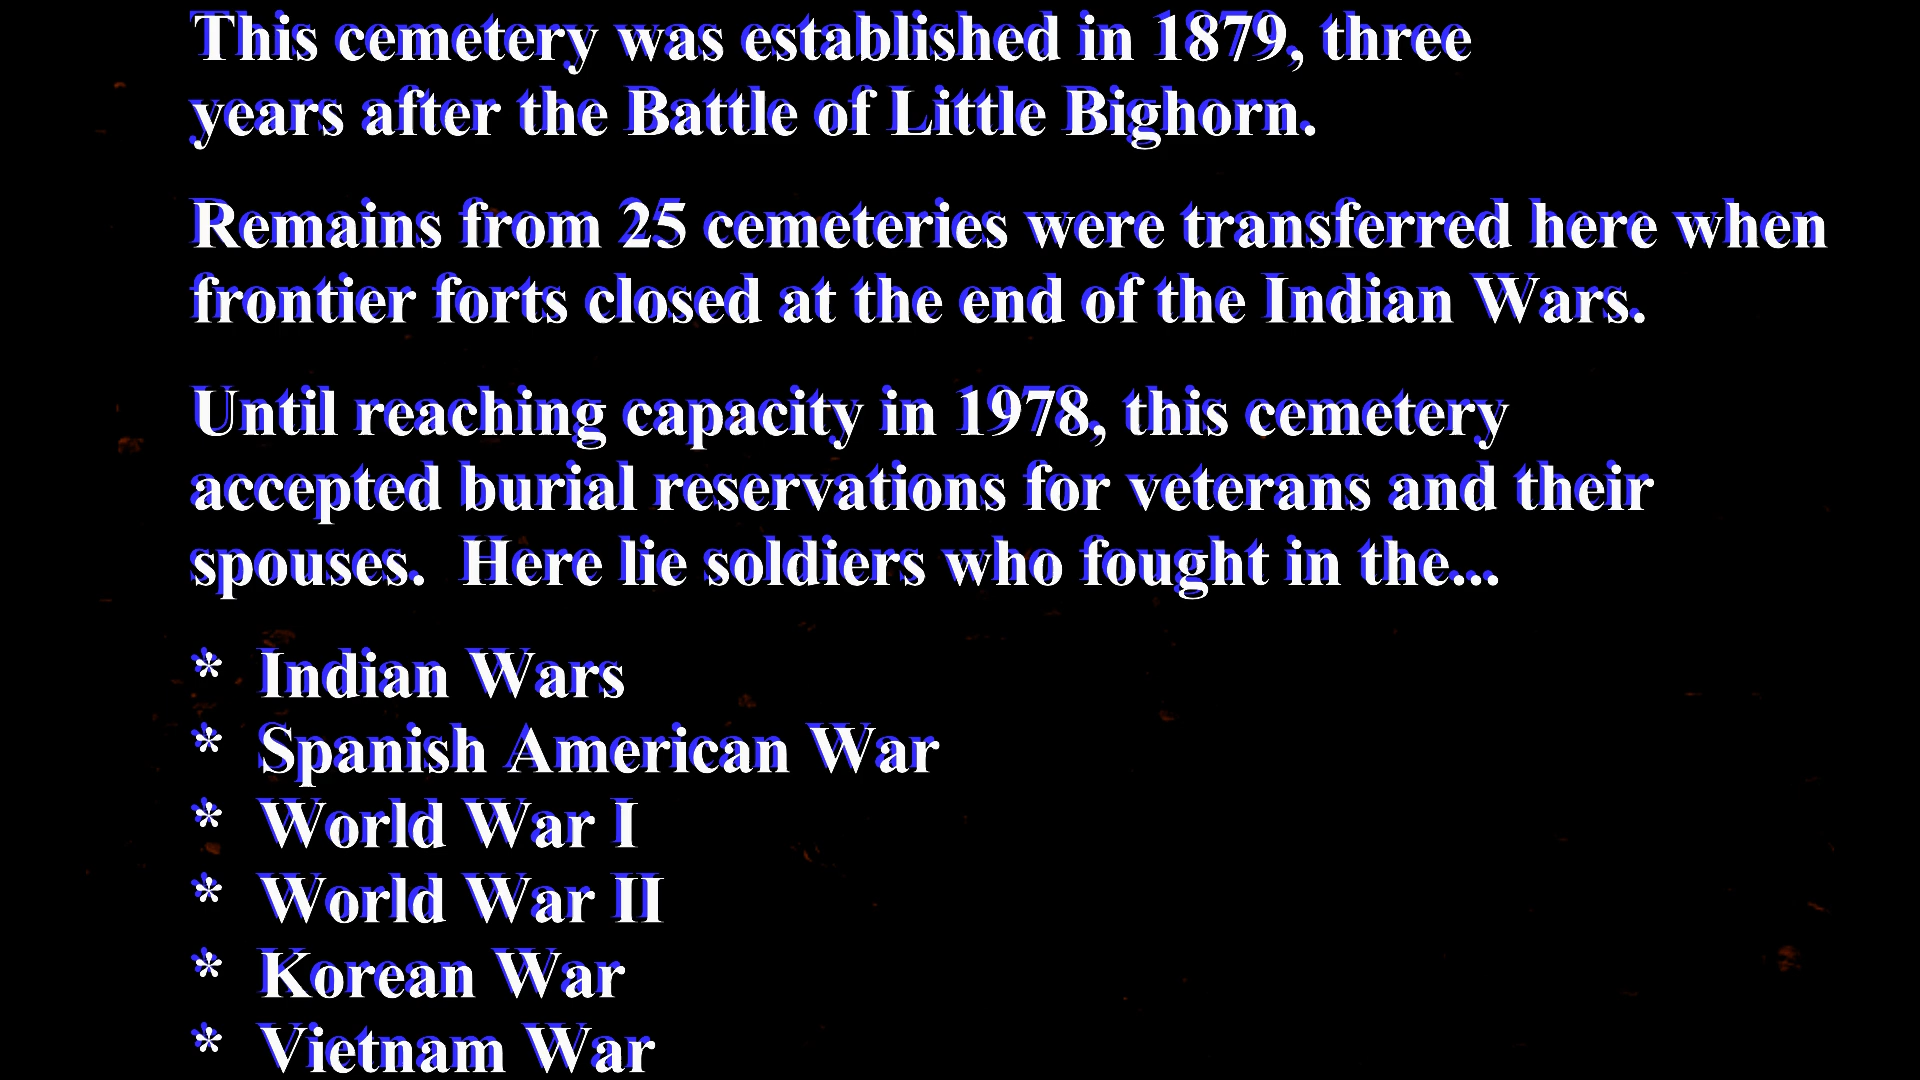 This cemetery was established in 1879, three
years after the Battle of Little Bighorn.
Remains from 25 cemeteries were transferred here when
frontier forts closed at the end of the Indian Wars.
Until reaching capacity in 1978, this cemetery
accepted burial reservations for veterans and their
spouses.  Here lie soldiers who fought in the...
*  Indian Wars
*  Spanish American War
*  World War I
*  World War II
*  Korean War
*  Vietnam War